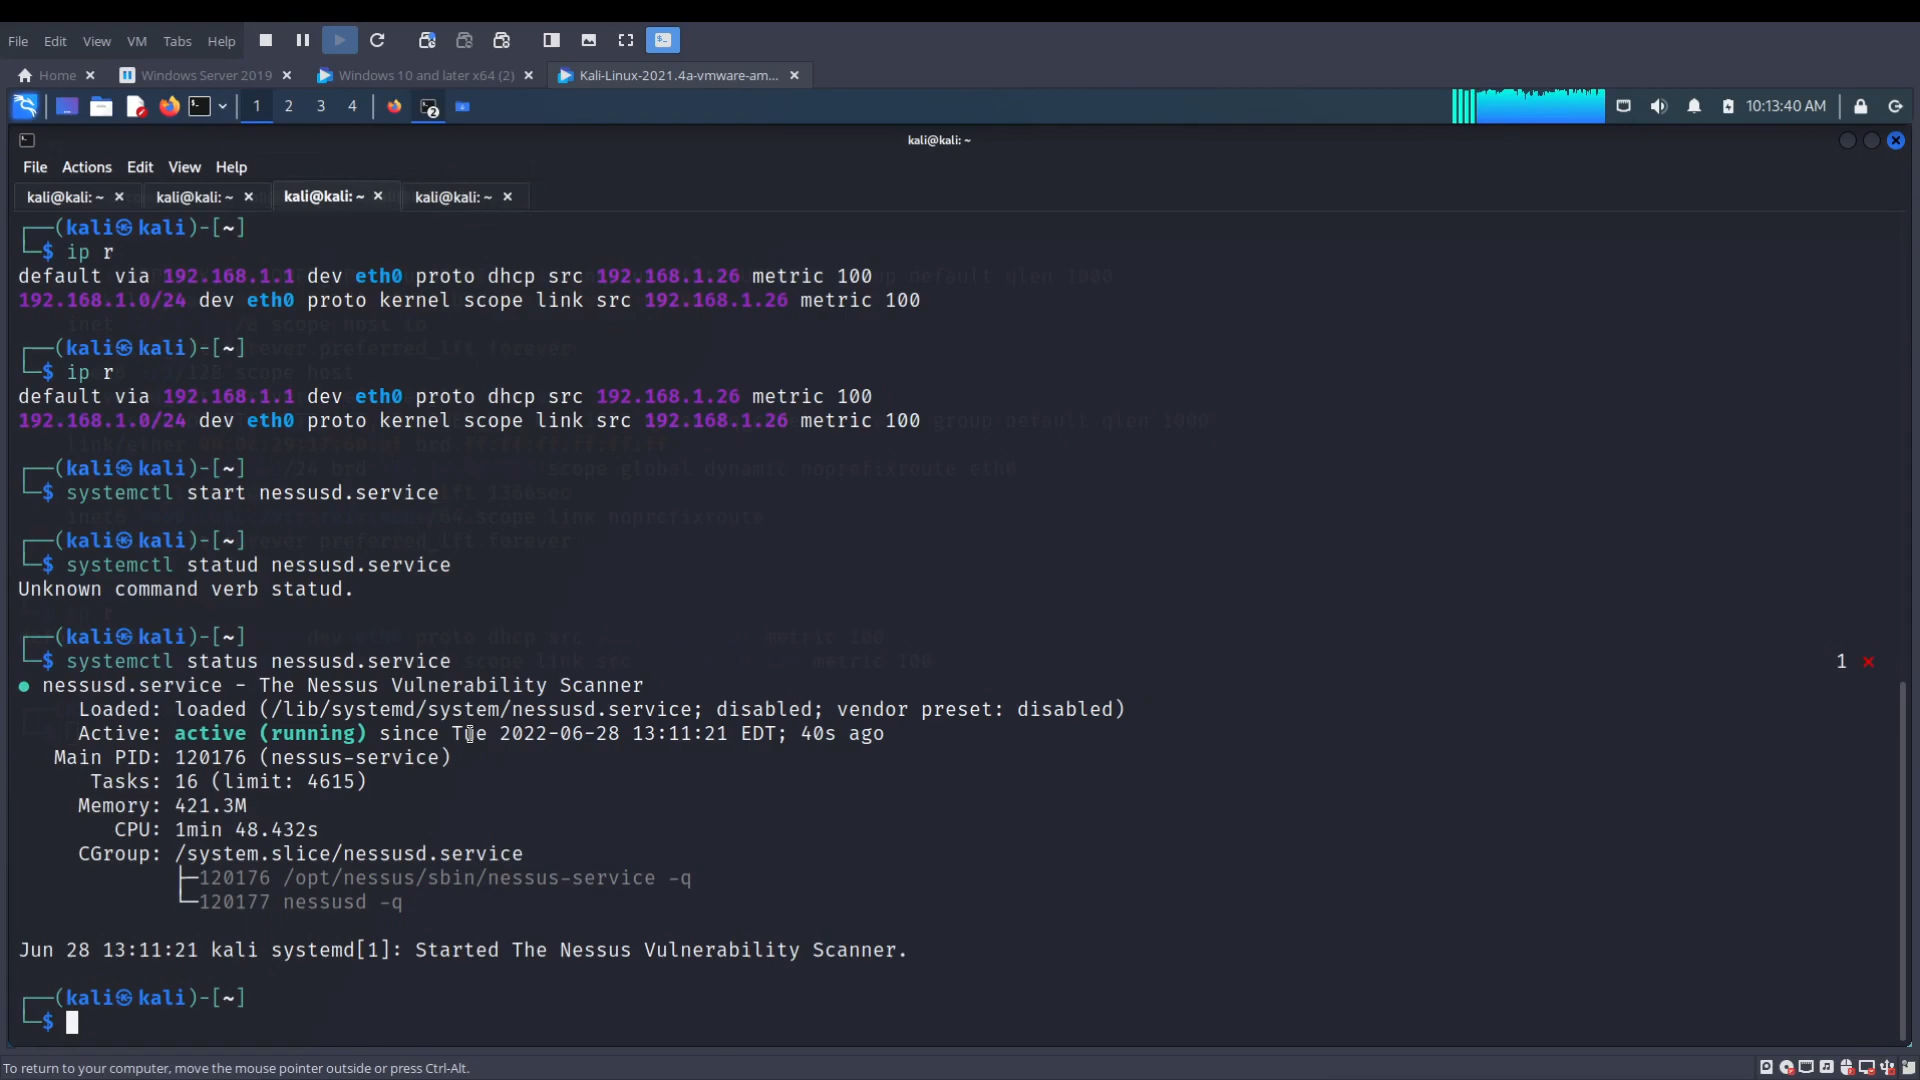 File Edit View VM Tabs Help
Home Windows Server 2019 Windows 10 and later x64 (2) Kali-Linux-2021.4a-vmware-am...
1 2 3 4 2 10:13:40 AM
kali@kali: ~
File Actions Edit View Help
kali@kali: ~ kali@kali: ~ kali@kali: ~ kali@kali: ~
┌──(kali㉿kali)-[~]
└─$ ip r
default via 192.168.1.1 dev eth0 proto dhcp src 192.168.1.26 metric 100
192.168.1.0/24 dev eth0 proto kernel scope link src 192.168.1.26 metric 100
┌──(kali㉿kali)-[~]
└─$ ip r
default via 192.168.1.1 dev eth0 proto dhcp src 192.168.1.26 metric 100
192.168.1.0/24 dev eth0 proto kernel scope link src 192.168.1.26 metric 100
┌──(kali㉿kali)-[~]
└─$ systemctl start nessusd.service
┌──(kali㉿kali)-[~]
└─$ systemctl statud nessusd.service
Unknown command verb statud.
┌──(kali㉿kali)-[~]
└─$ systemctl status nessusd.service 1 ⨯
● nessusd.service - The Nessus Vulnerability Scanner
Loaded: loaded (/lib/systemd/system/nessusd.service; disabled; vendor preset: disabled)
Active: active (running) since Tue 2022-06-28 13:11:21 EDT; 40s ago
Main PID: 120176 (nessus-service)
Tasks: 16 (limit: 4615)
Memory: 421.3M
CPU: 1min 48.432s
CGroup: /system.slice/nessusd.service
├─120176 /opt/nessus/sbin/nessus-service -q
└─120177 nessusd -q
Jun 28 13:11:21 kali systemd[1]: Started The Nessus Vulnerability Scanner.
┌──(kali㉿kali)-[~]
└─$
To return to your computer, move the mouse pointer outside or press Ctrl-Alt.